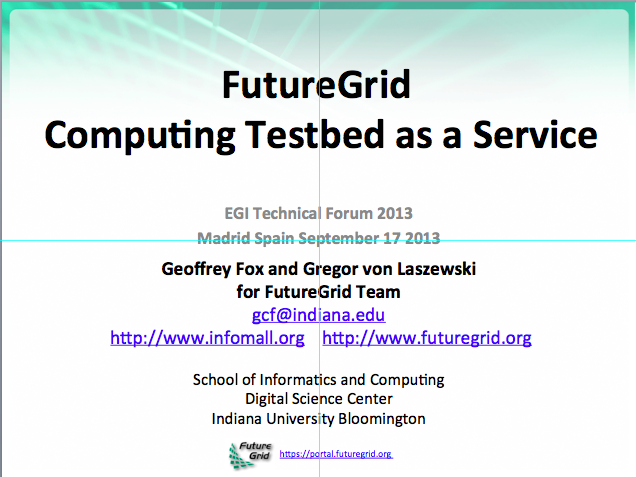 FutureGrid
Computing Testbed as a Service
EGI Technical Forum 2013
Madrid Spain September 17 2013
Geoffrey Fox and Gregor von Laszewski
for FutureGrid Team
gcf@indiana.edu
http://www.infomall.org http://www.futuregrid.org
School of Informatics and Computing
Digital Science Center
Indiana University Bloomington
Future
Grid
https://portal.futuregrid.org